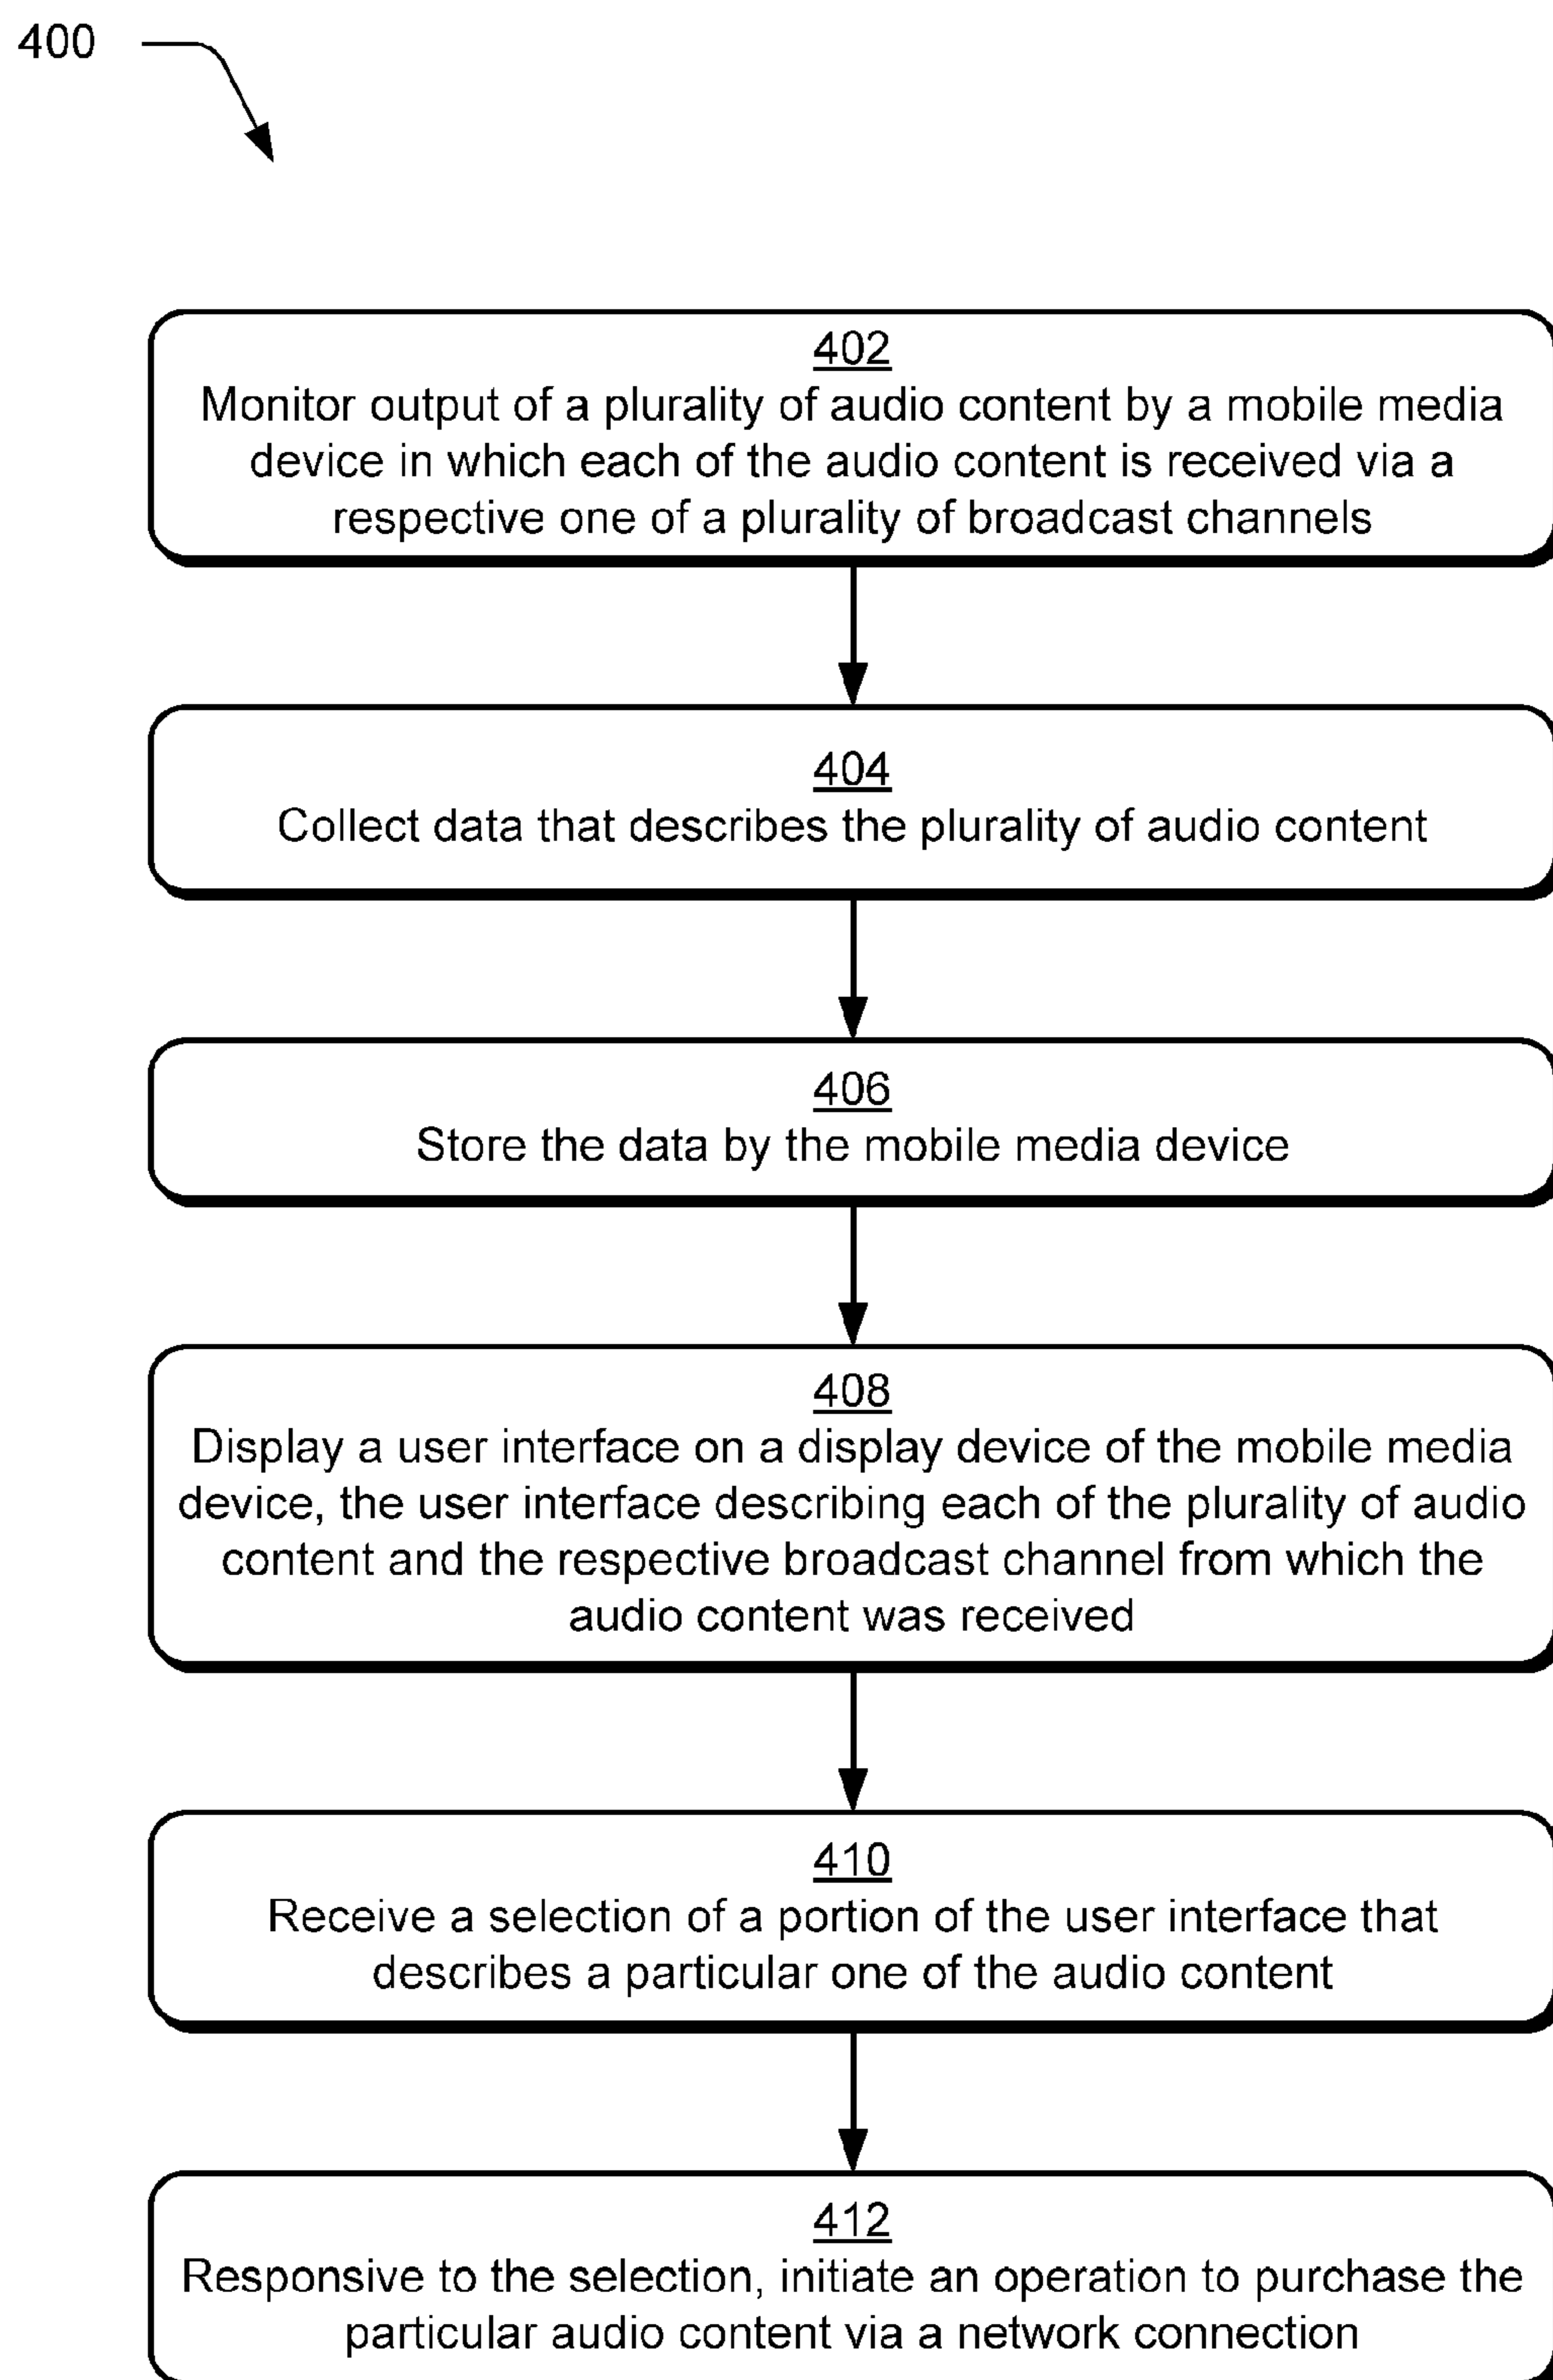 400
402
Monitor output of a plurality of audio content by a mobile media
device in which each of the audio content is received via a
respective one of a plurality of broadcast channels
404
Collect data that describes the plurality of audio content
406
Store the data by the mobile media device
408
Display a user interface on a display device of the mobile media
device, the user interface describing each of the plurality of audio
content and the respective broadcast channel from which the
audio content was received
410
Receive a selection of a portion of the user interface that
describes a particular one of the audio content
412
Responsive to the selection, initiate an operation to purchase the
particular audio content via a network connection